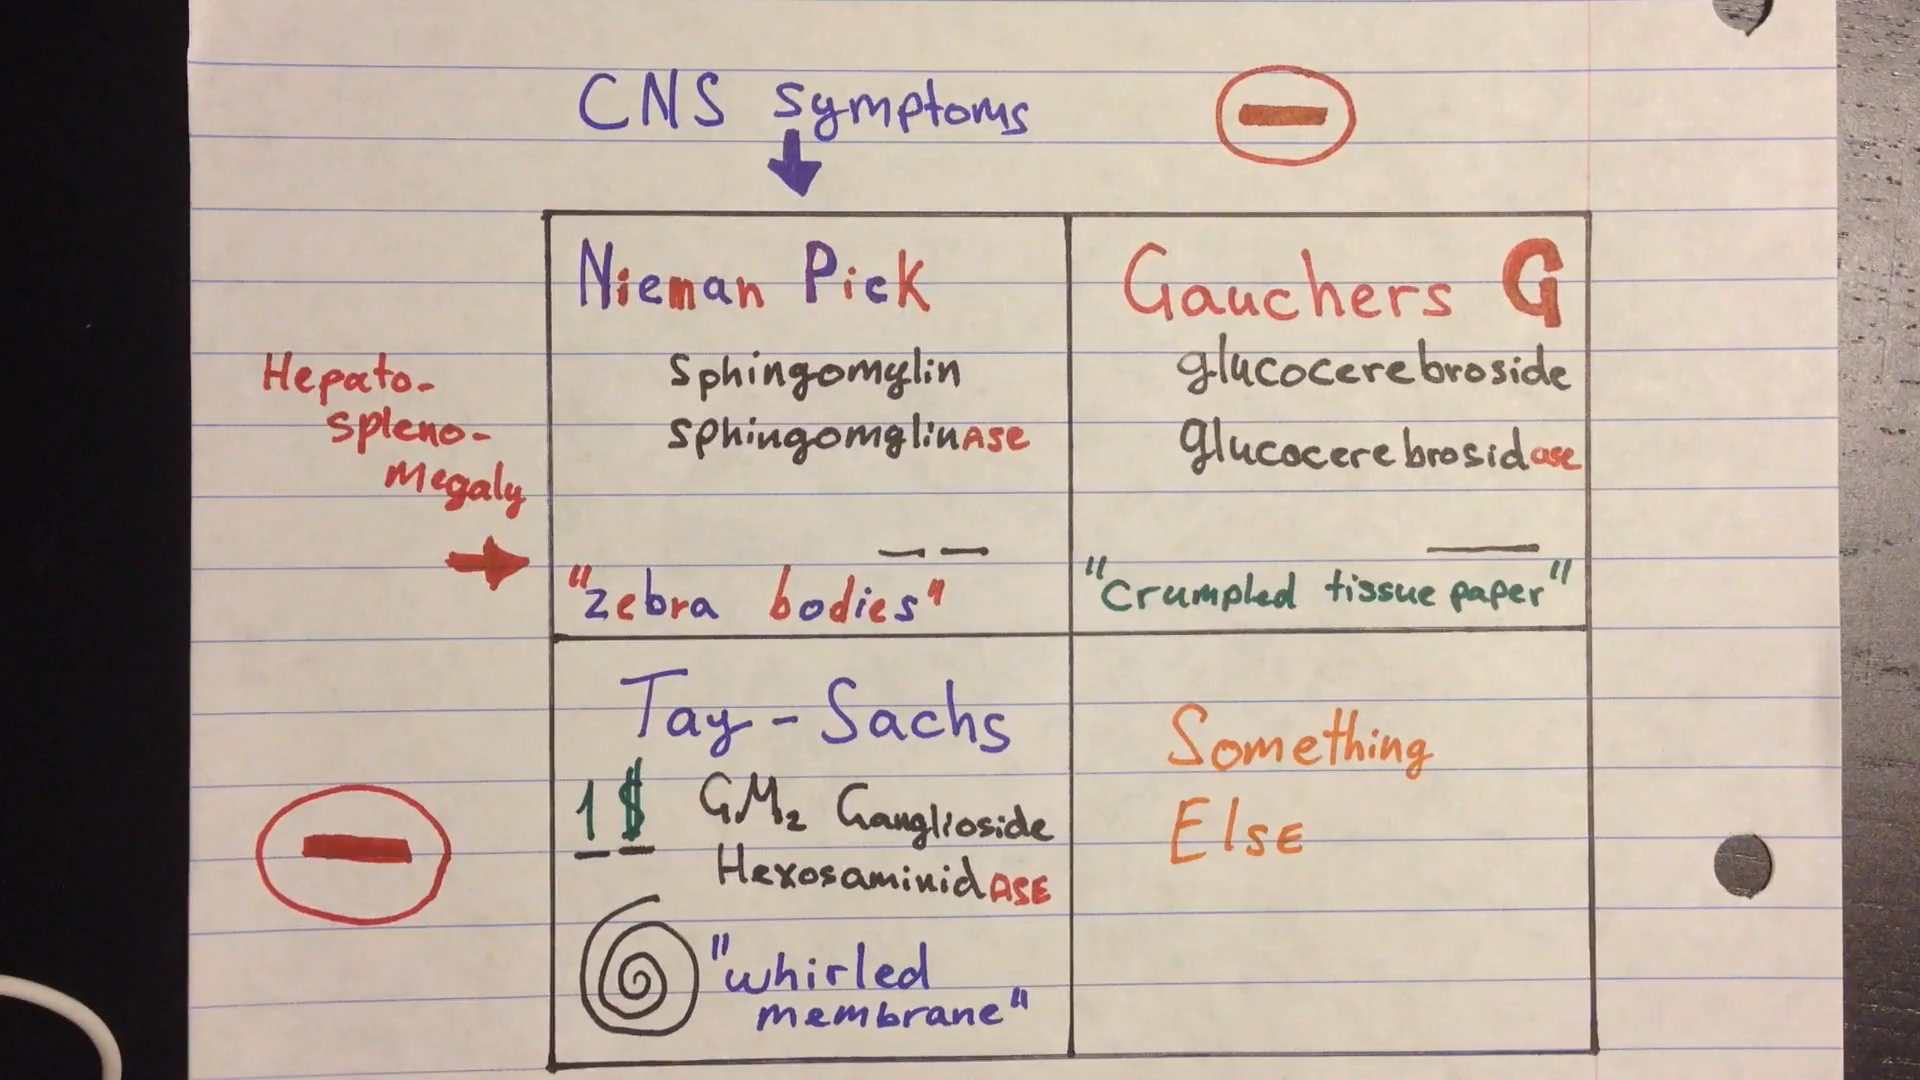 CNS symptoms
Nieman Pick
Gauchers G
Hepato-
spleno-
Megaly
Sphingomylin
sphingomylinASE
glucocerebroside
glucocerebrosidase
"zebra bodies"
"Crumpled tissue paper"
Tay-Sachs
1 $ GM2 Ganglioside
HexosaminidASE
"whirled
membrane"
Something
Else